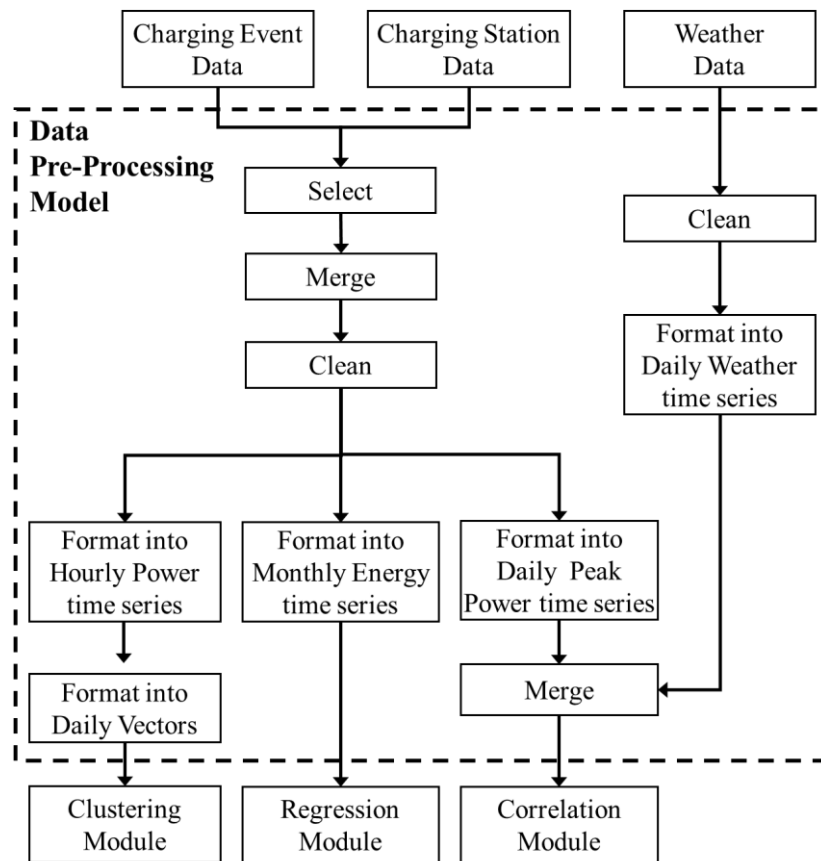 Charging Event
Data
Charging Station
Data
Weather
Data
Data
Pre-Processing
Model
Select
Merge
Clean
Clean
Format into
Daily Weather
time series
Format into
Hourly Power
time series
Format into
Monthly Energy
time series
Format into
Daily Peak
Power time series
Format into
Daily Vectors
Merge
Clustering
Module
Regression
Module
Correlation
Module